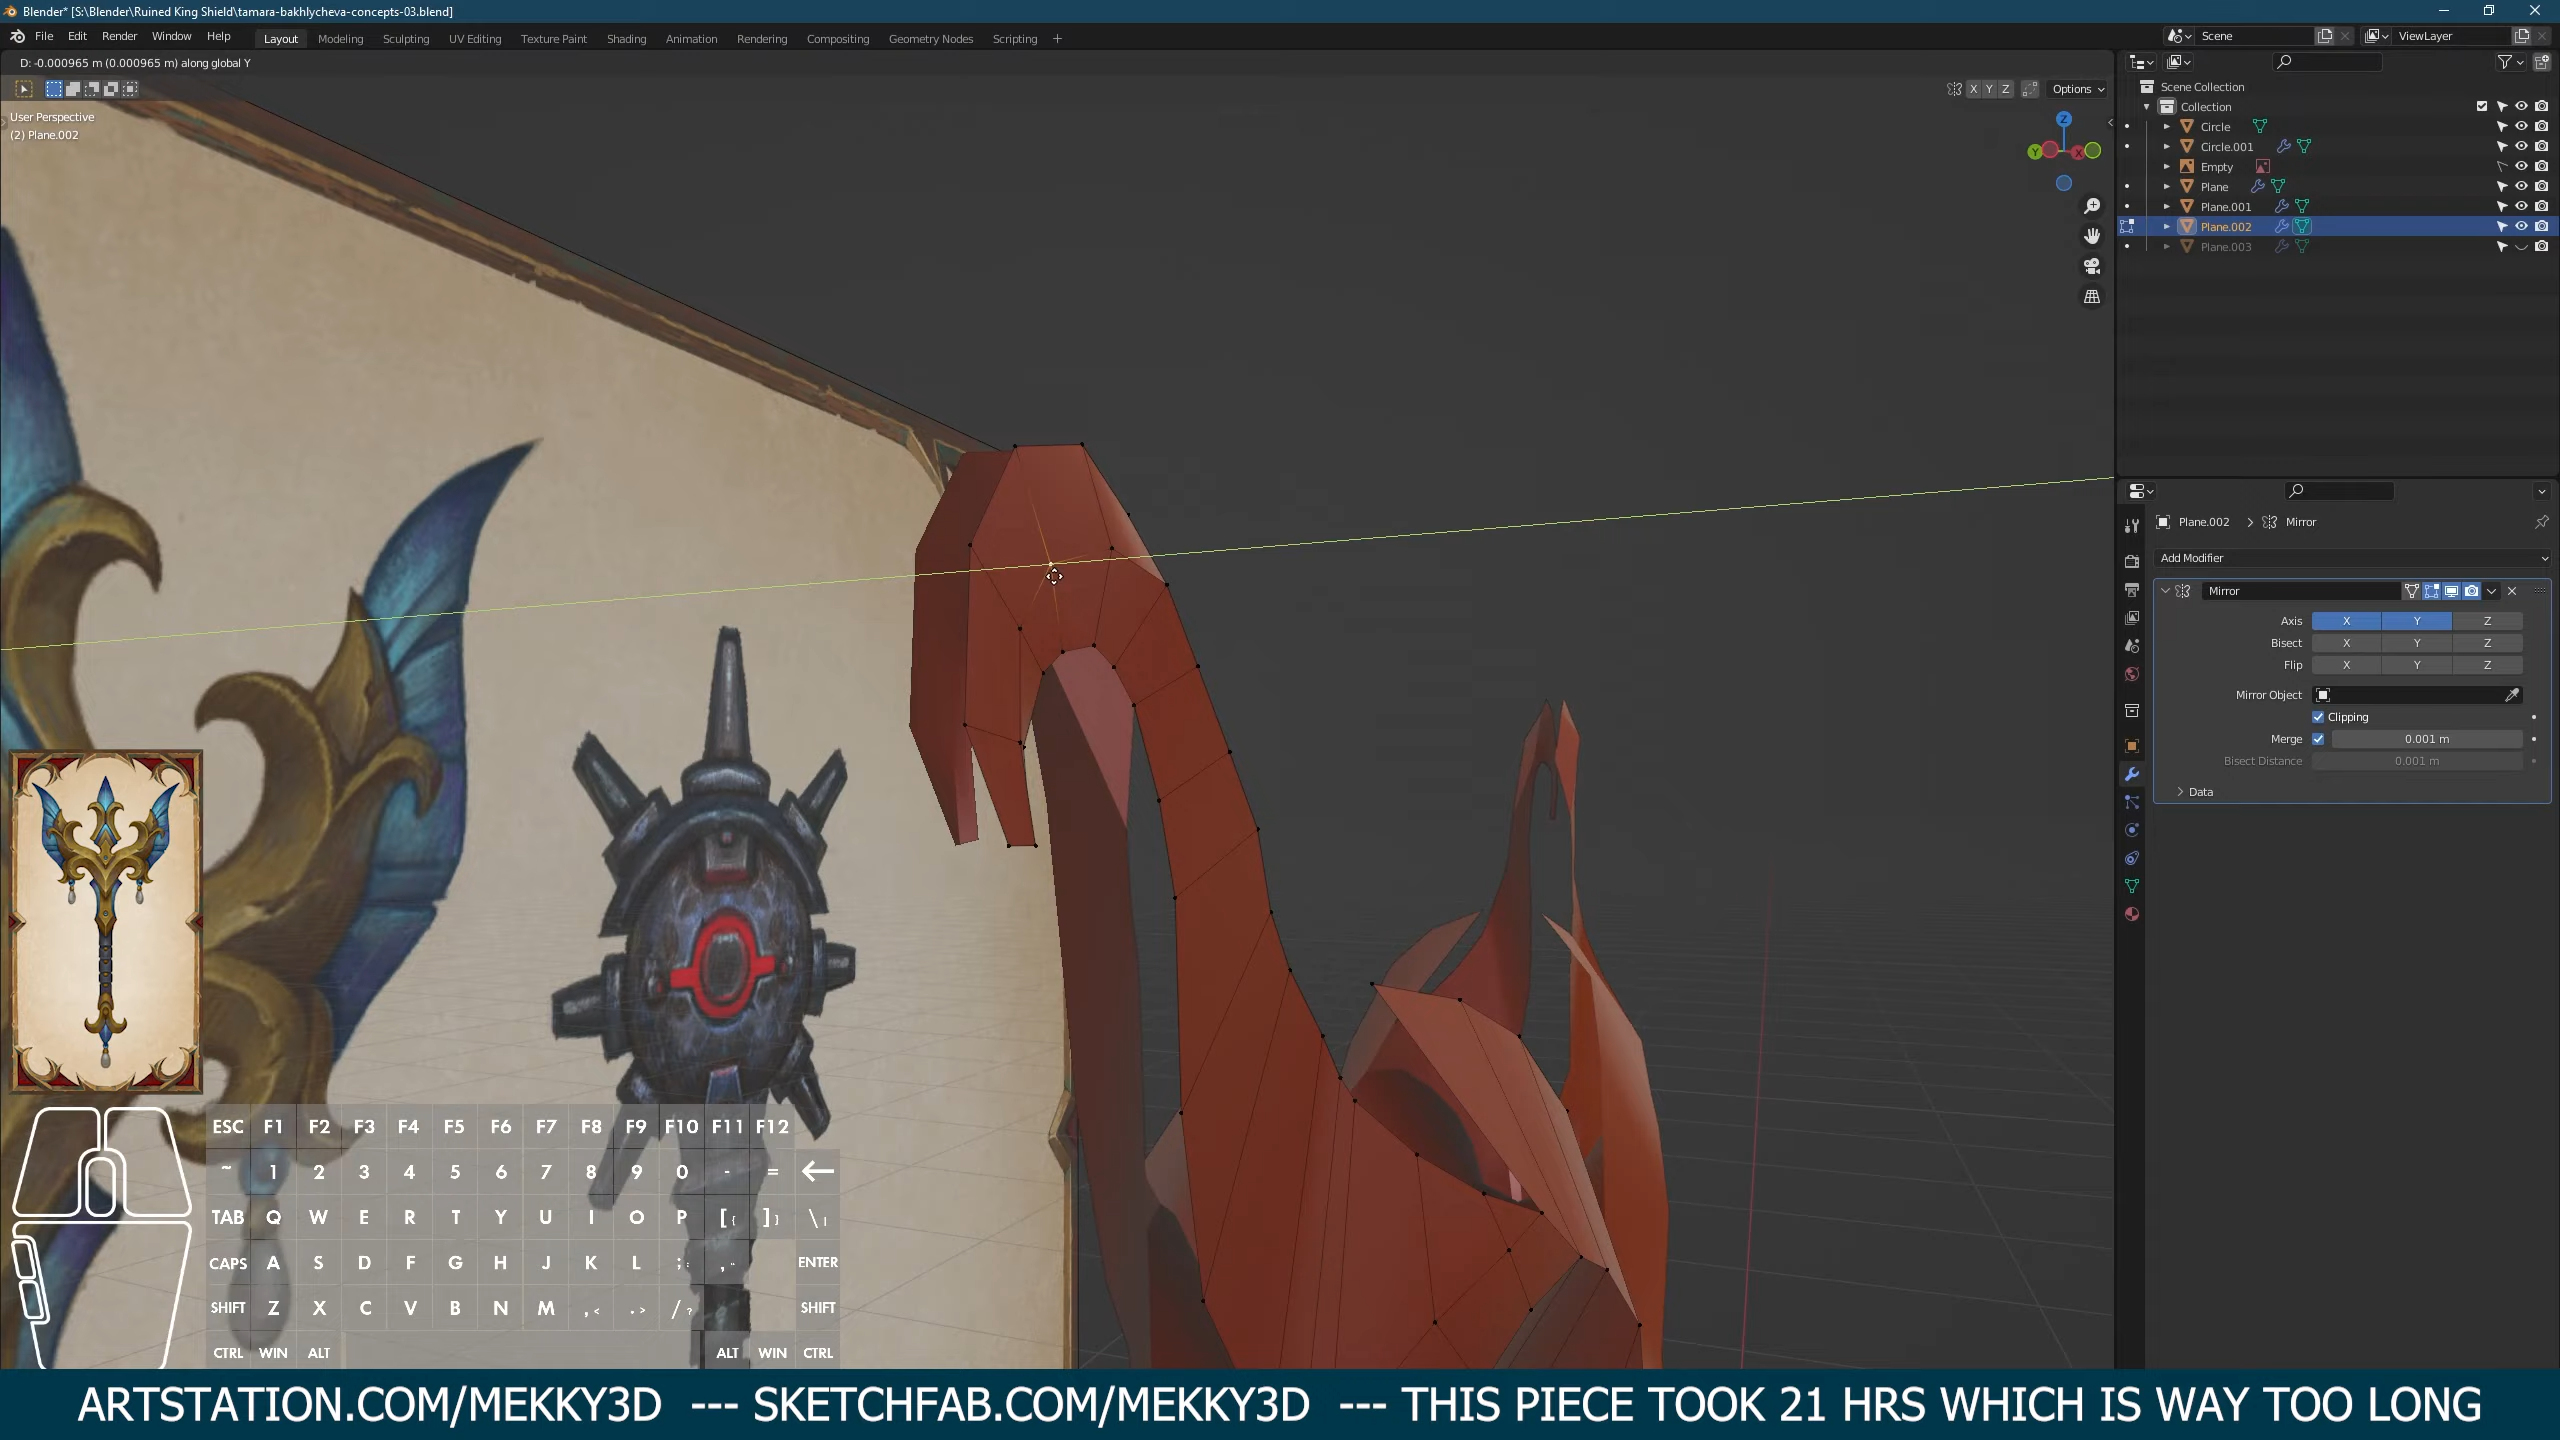 Blender* [S:\Blender\Ruined King Shield\tamara-bakhlycheva-concepts-03.blend]
File Edit Render Window Help Layout Modeling Sculpting UV Editing Texture Paint Shading Animation Rendering Compositing Geometry Nodes Scripting + Scene ViewLayer
D: -0.000965 m (0.000965 m) along global Y
X Y Z Options
User Perspective
(2) Plane.002
Z
Y X
Scene Collection
Collection
Circle
Circle.001
Empty
Plane
Plane.001
Plane.002
Plane.003
Plane.002 > Mirror
Add Modifier
Mirror
Axis X Y Z
Bisect X Y Z
Flip X Y Z
Mirror Object
Clipping
Merge 0.001 m
Bisect Distance 0.001 m
Data
ESC F1 F2 F3 F4 F5 F6 F7 F8 F9 F10 F11 F12
~ 1 2 3 4 5 6 7 8 9 0 - =
TAB Q W E R T Y U I O P [{ ]} \|
CAPS A S D F G H J K L ;: ," ENTER
SHIFT Z X C V B N M ,< .> /? SHIFT
CTRL WIN ALT ALT WIN CTRL
ARTSTATION.COM/MEKKY3D --- SKETCHFAB.COM/MEKKY3D --- THIS PIECE TOOK 21 HRS WHICH IS WAY TOO LONG